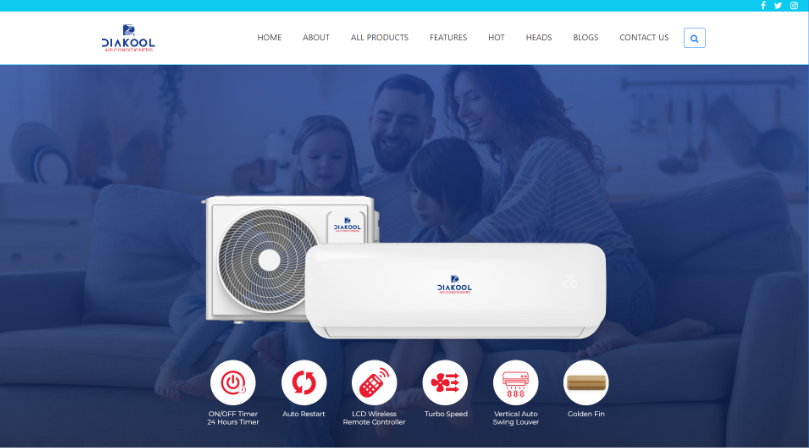 DIAKOOL
AIR CONDITIONERS
HOME ABOUT ALL PRODUCTS FEATURES HOT HEADS BLOGS CONTACT US
DIAKOOL
AIR CONDITIONERS
DIAKOOL
AIR CONDITIONERS
26
ON/OFF Timer
24 Hours Timer
Auto Restart
LCD Wireless
Remote Controller
Turbo Speed
Vertical Auto
Swing Louver
Golden Fin